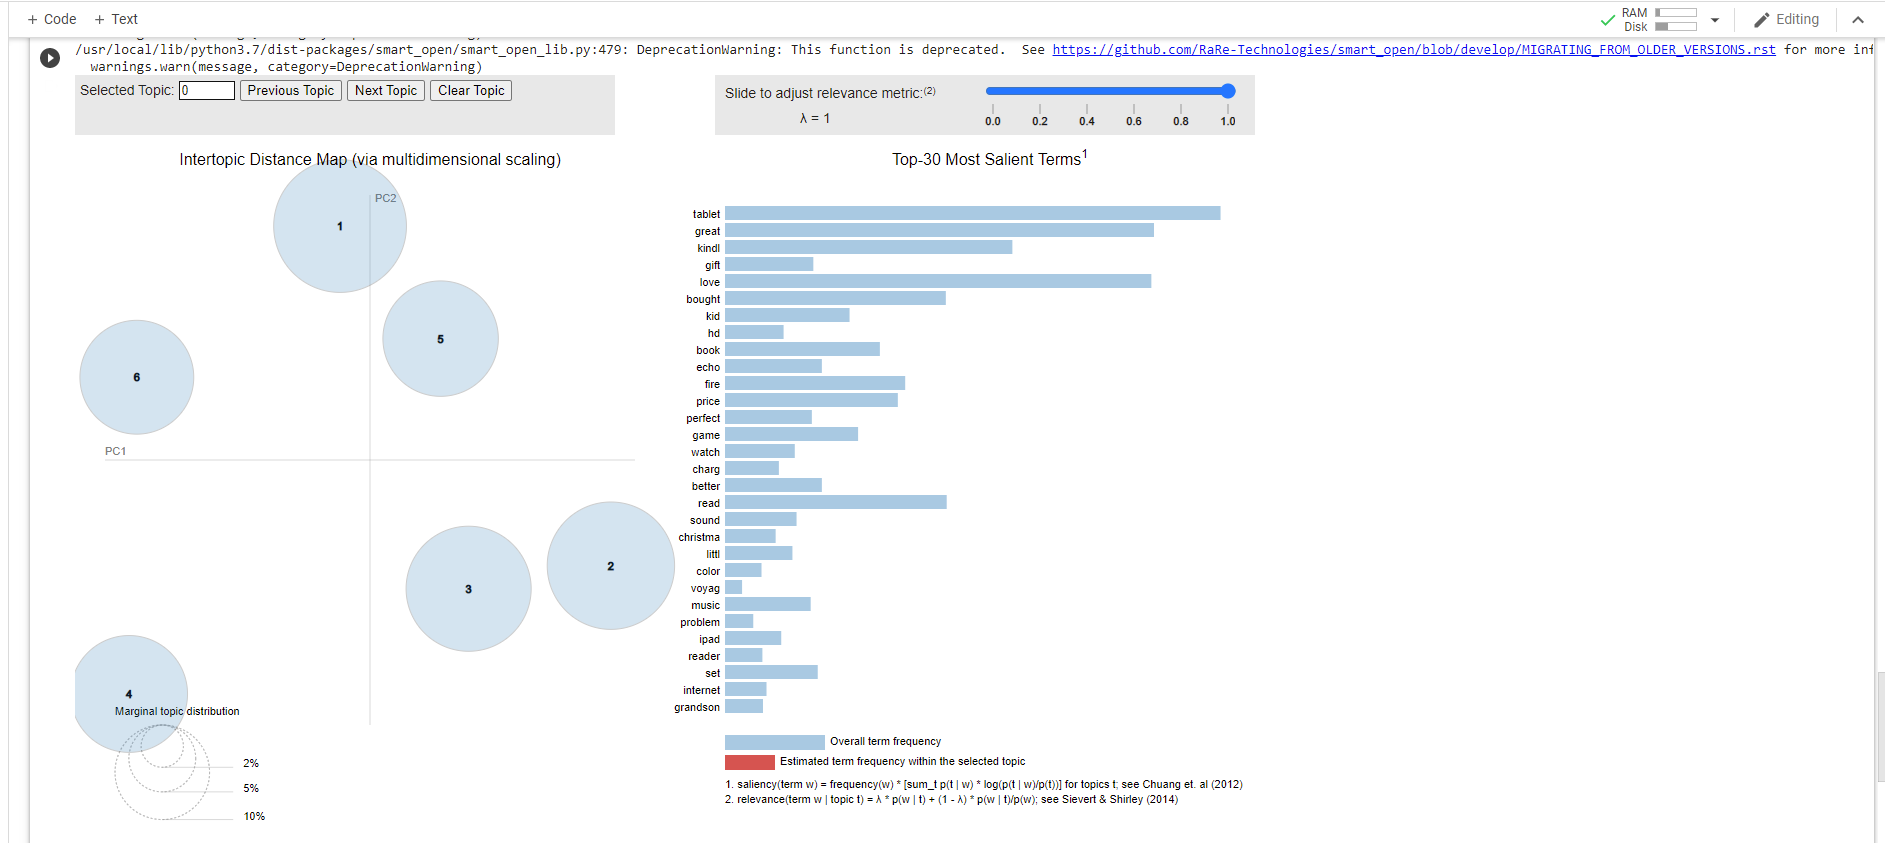 + Code + Text
RAM
Disk
Editing
/usr/local/lib/python3.7/dist-packages/smart_open/smart_open_lib.py:479: DeprecationWarning: This function is deprecated. See https://github.com/RaRe-Technologies/smart_open/blob/develop/MIGRATING_FROM_OLDER_VERSIONS.rst for more inf
warnings.warn(message, category=DeprecationWarning)
Selected Topic: 0 Previous Topic Next Topic Clear Topic
Slide to adjust relevance metric:(2)
λ = 1
0.0 0.2 0.4 0.6 0.8 1.0
Intertopic Distance Map (via multidimensional scaling)
PC2
1
5
6
PC1
2
3
4
Marginal topic distribution
2%
5%
10%
Top-30 Most Salient Terms1
tablet
great
kindl
gift
love
bought
kid
hd
book
echo
fire
price
perfect
game
watch
charg
better
read
sound
christma
littl
color
voyag
music
problem
ipad
reader
set
internet
grandson
Overall term frequency
Estimated term frequency within the selected topic
1. saliency(term w) = frequency(w) * [sum_t p(t | w) * log(p(t | w)/p(t))] for topics t; see Chuang et. al (2012)
2. relevance(term w | topic t) = λ * p(w | t) + (1 - λ) * p(w | t)/p(w); see Sievert & Shirley (2014)